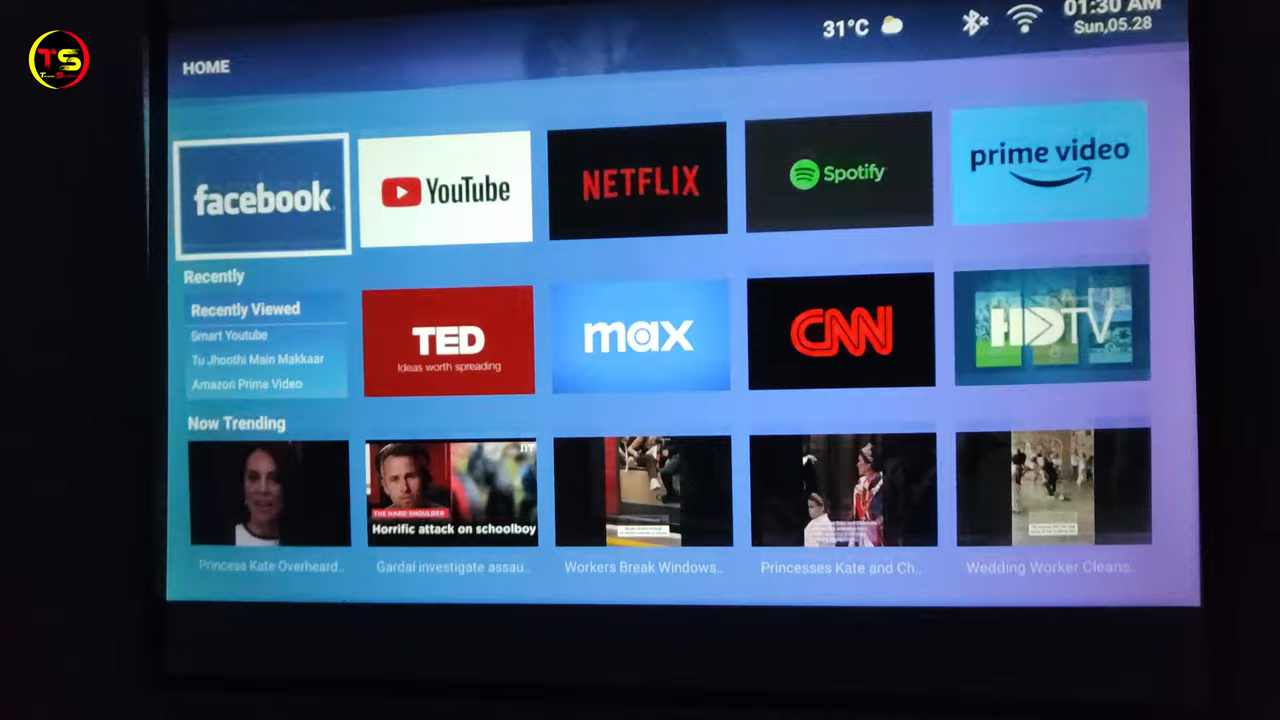 TS
31°C
01:30 AM
Sun,05.28
HOME
facebook
YouTube
NETFLIX
Spotify
prime video
Recently
Recently Viewed
Smart Youtube
Tu Jhoothi Main Makkaar
Amazon Prime Video
TED
Ideas worth spreading
max
CNN
HDTV
Now Trending
THE HARD SHOULDER
Horrific attack on schoolboy
Princess Kate Overheard..
Gardaí investigate assau..
Workers Break Windows..
Princesses Kate and Ch..
Wedding Worker Cleans..